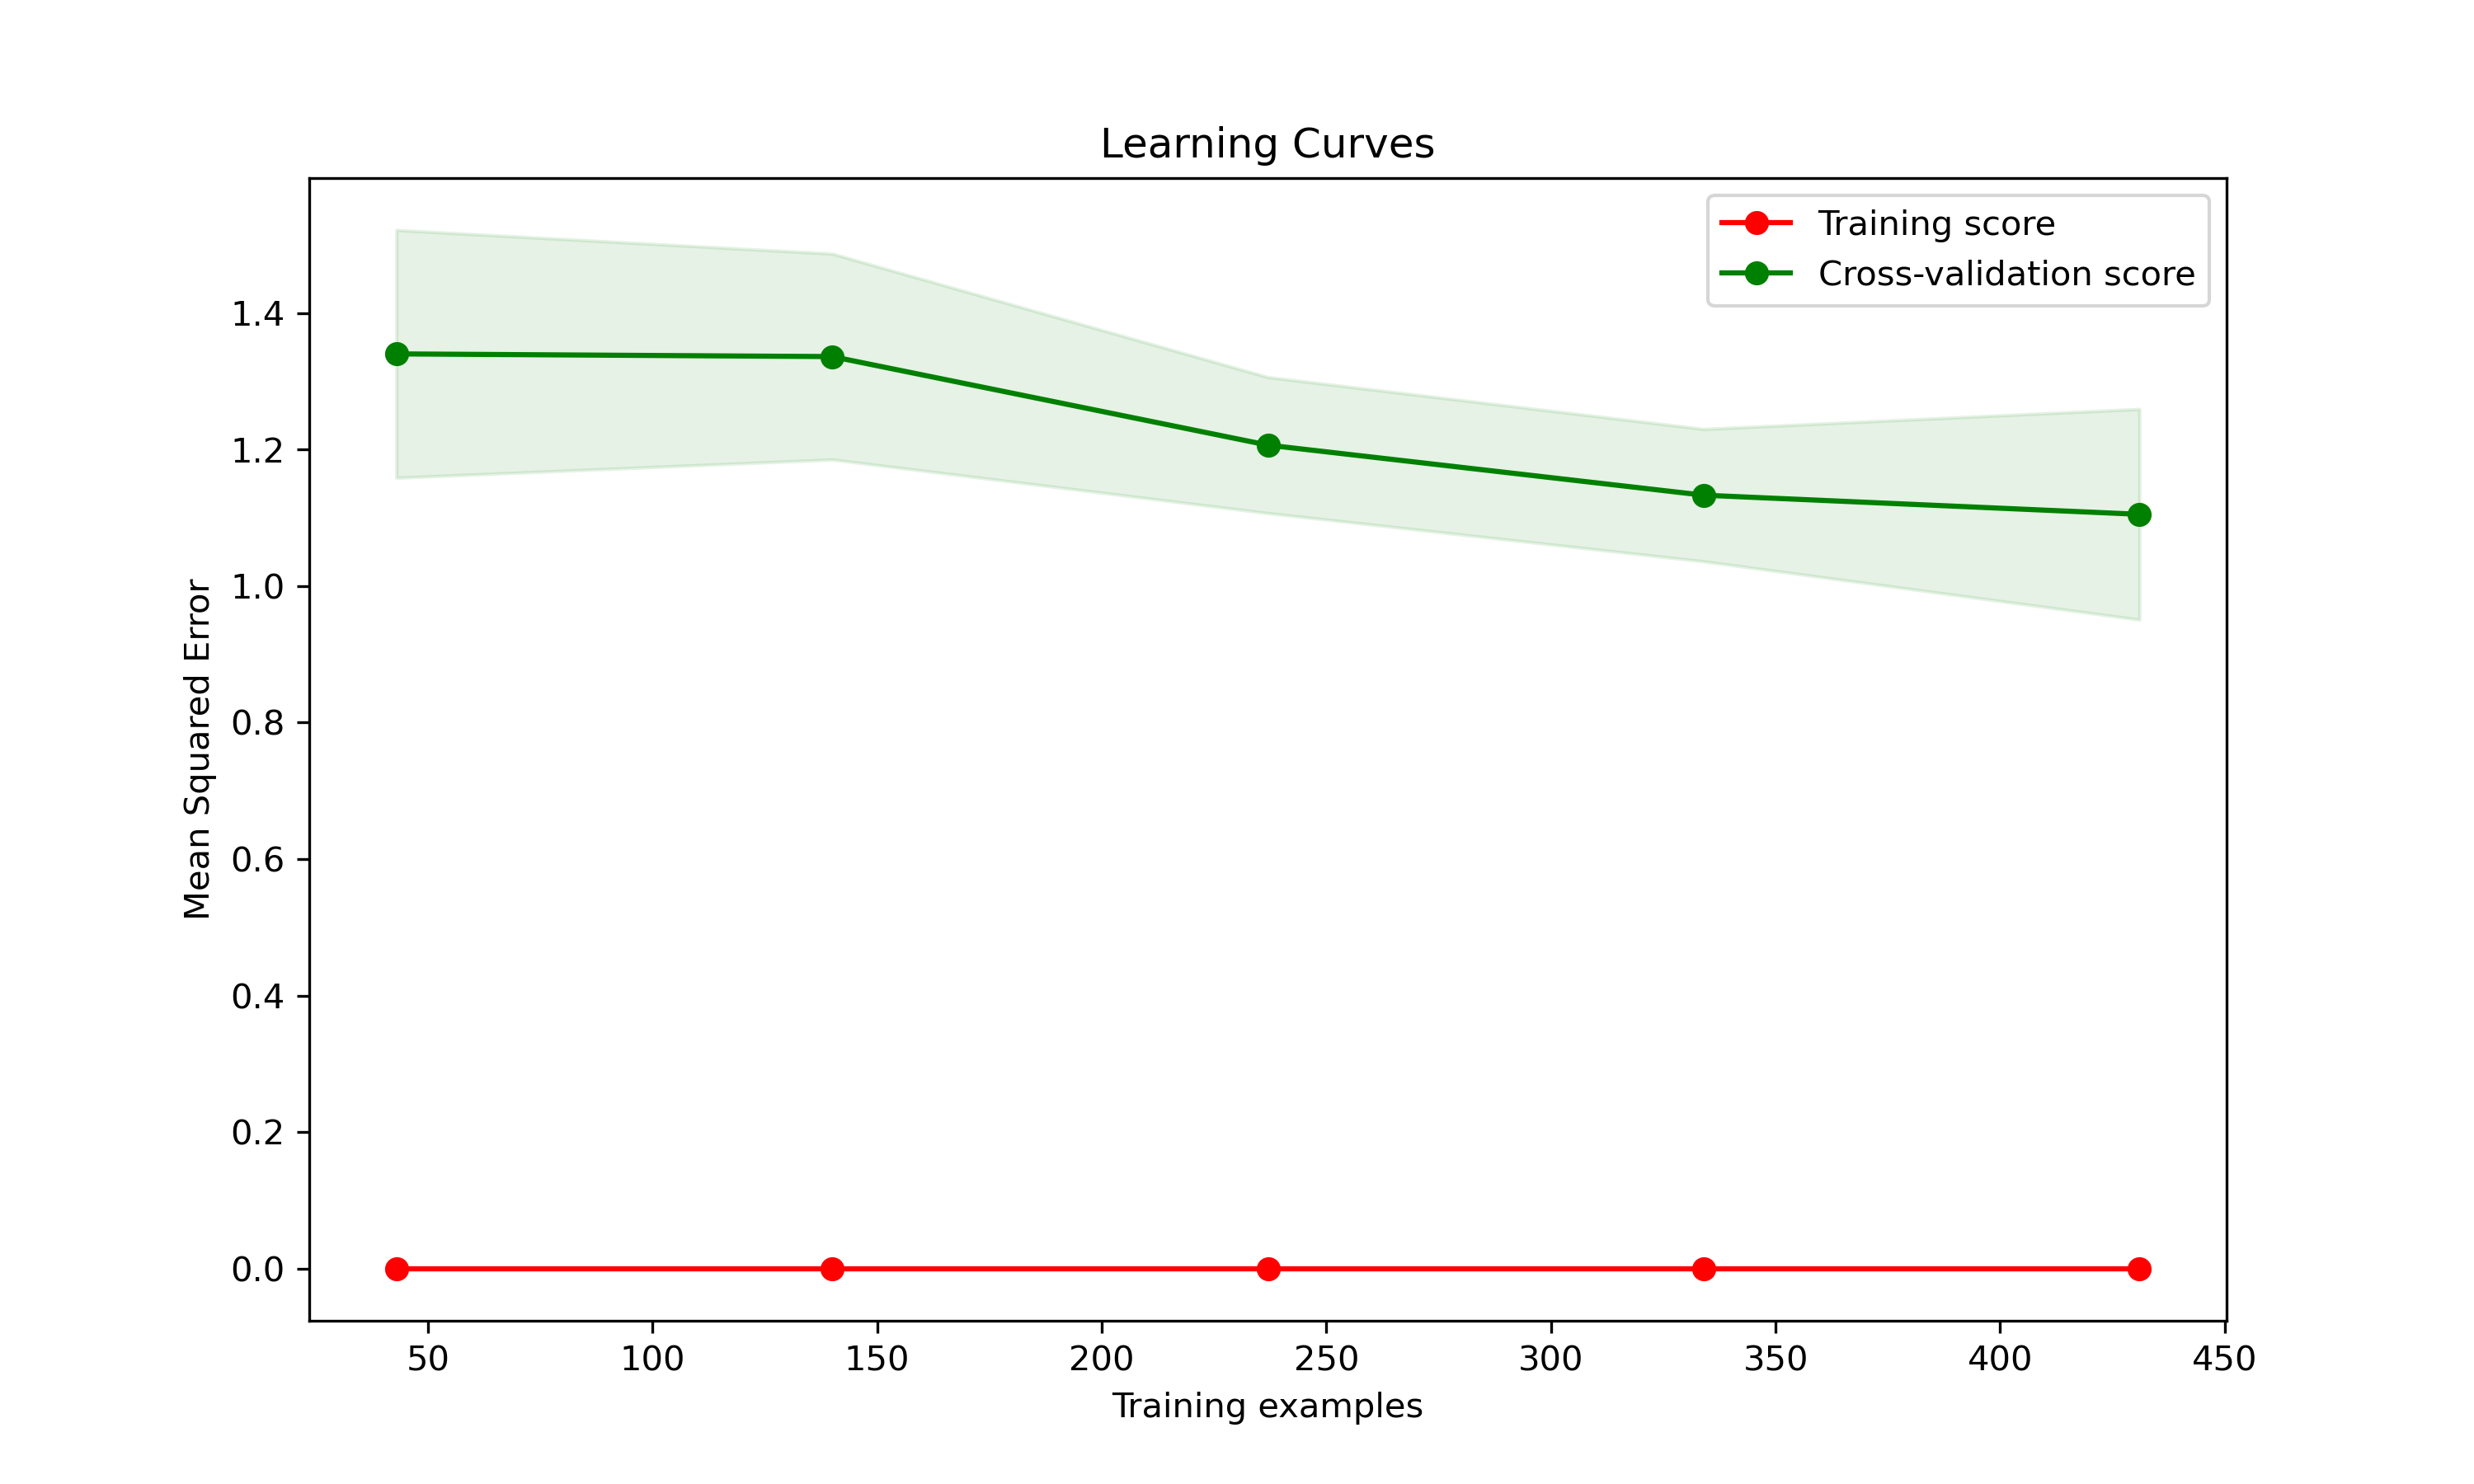 Learning Curves
Training score
Cross-validation score
Mean Squared Error
1.4
1.2
1.0
0.8
0.6
0.4
0.2
0.0
50 100 150 200 250 300 350 400 450
Training examples